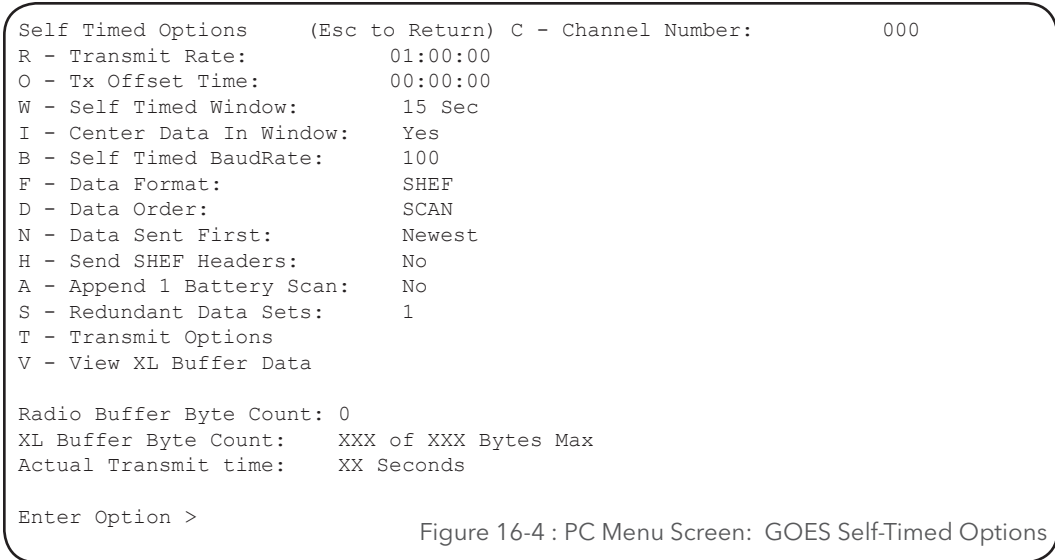 Self Timed Options (Esc to Return) C - Channel Number: 000
R - Transmit Rate: 01:00:00
O - Tx Offset Time: 00:00:00
W - Self Timed Window: 15 Sec
I - Center Data In Window: Yes
B - Self Timed BaudRate: 100
F - Data Format: SHEF
D - Data Order: SCAN
N - Data Sent First: Newest
H - Send SHEF Headers: No
A - Append 1 Battery Scan: No
S - Redundant Data Sets: 1
T - Transmit Options
V - View XL Buffer Data
Radio Buffer Byte Count: 0
XL Buffer Byte Count: XXX of XXX Bytes Max
Actual Transmit time: XX Seconds
Enter Option >
Figure 16-4 : PC Menu Screen: GOES Self-Timed Options